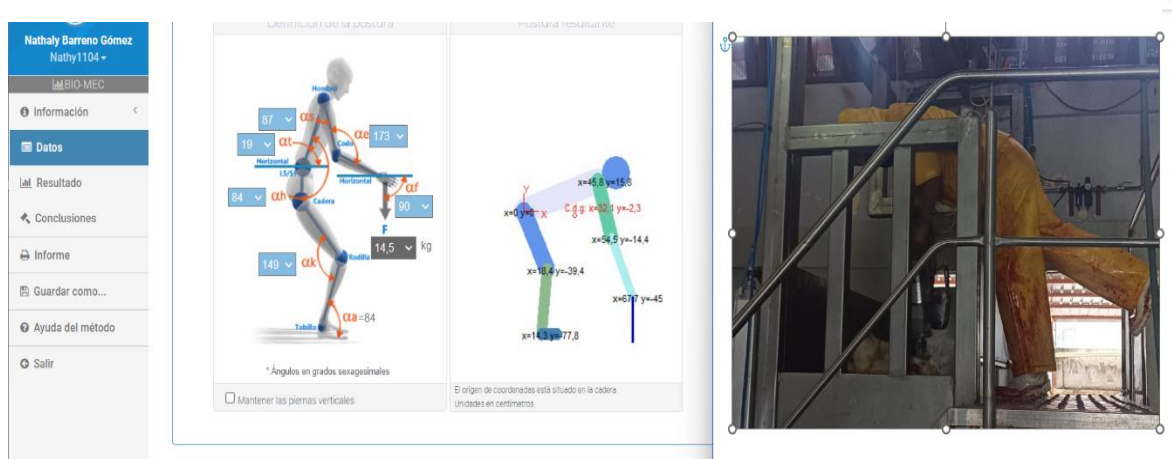 Definición de la postura
Postura resultante
Nathaly Barreno Gómez
Nathy1104
BIO-MEC
Información
Datos
Resultado
Conclusiones
Informe
Guardar como...
Ayuda del método
Salir
Hombro
87
αs
19
αt
αe
173
Codo
Horizontal
L5/S1
Horizontal
84
αh
Cadera
αf
90
F
14,5
kg
149
αk
Rodilla
αa=84
Tobillo
* Ángulos en grados sexagesimales
Mantener las piernas verticales
Y
X
x=0 y=0
x=45,8 y=15,8
C.d.g: x=32,1 y=-2,3
x=54,5 y=-14,4
x=18,4 y=-39,4
x=67,7 y=-45
x=14,3 y=-77,8
El origen de coordenadas está situado en la cadera
Unidades en centímetros